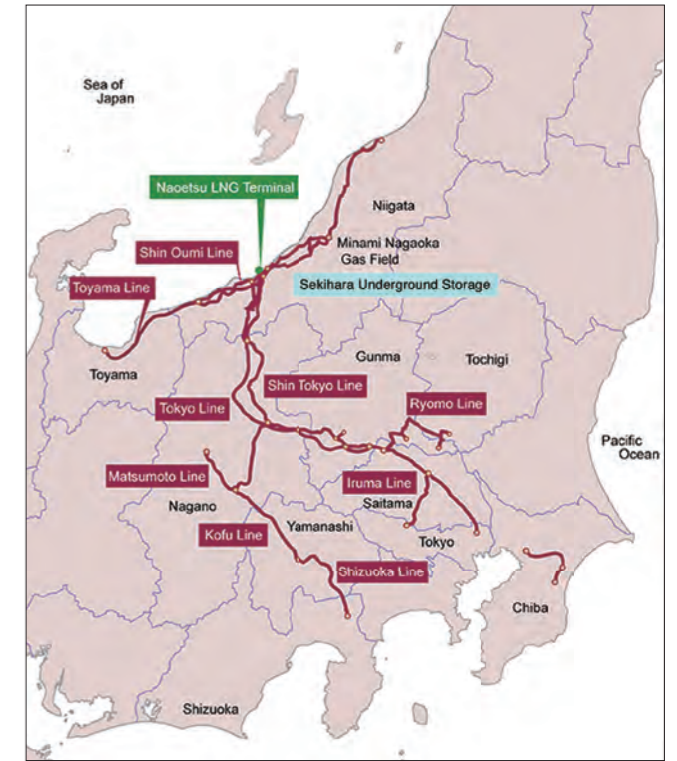 Sea of
Japan
Naoetsu LNG Terminal
Niigata
Shin Oumi Line
Minami Nagaoka
Gas Field
Toyama Line
Sekihara Underground Storage
Toyama
Gunma
Tochigi
Shin Tokyo Line
Tokyo Line
Ryomo Line
Pacific
Ocean
Matsumoto Line
Iruma Line
Nagano
Saitama
Kofu Line
Yamanashi
Tokyo
Shizuoka Line
Chiba
Shizuoka